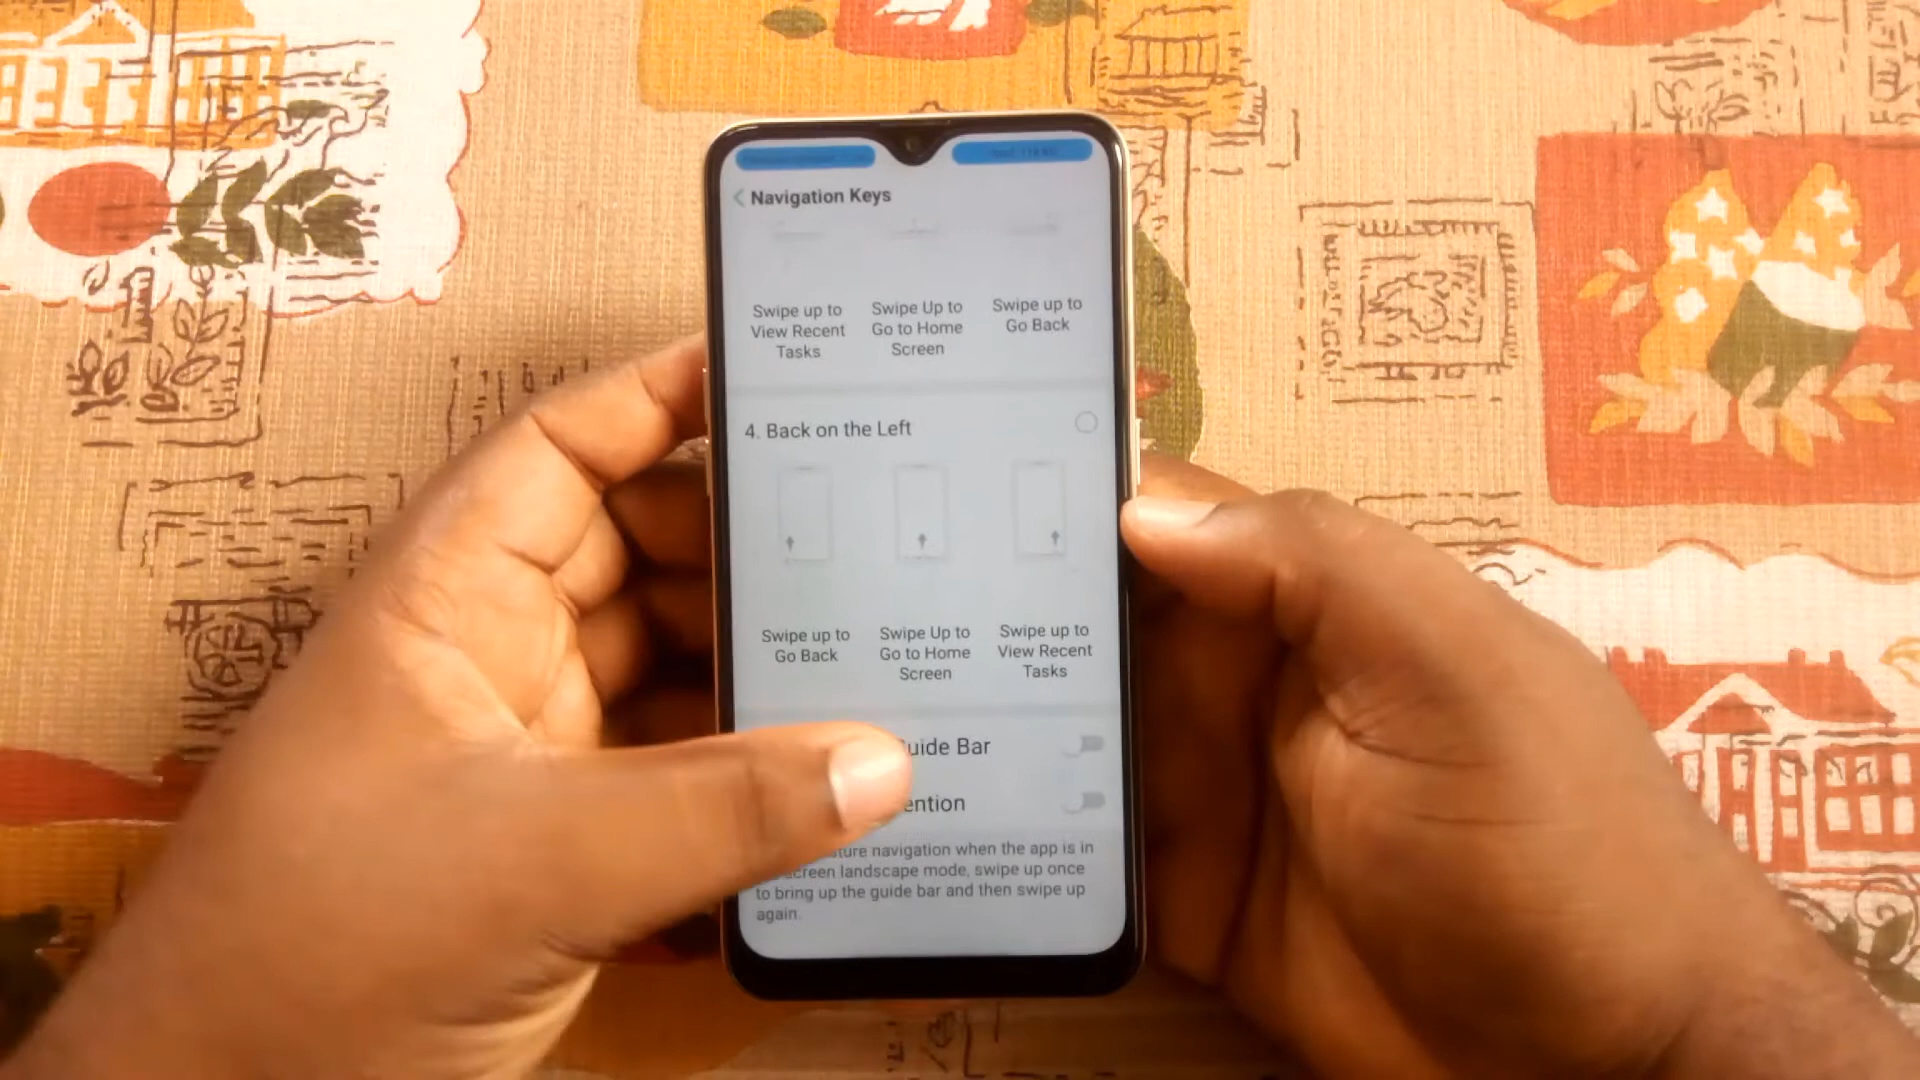 Navigation Keys
Swipe up to
View Recent
Tasks
Swipe Up to
Go to Home
Screen
Swipe up to
Go Back
4. Back on the Left
Swipe up to
Go Back
Swipe Up to
Go to Home
Screen
Swipe up to
View Recent
Tasks
uide Bar
ention
ture navigation when the app is in
creen landscape mode, swipe up once
to bring up the guide bar and then swipe up
again.